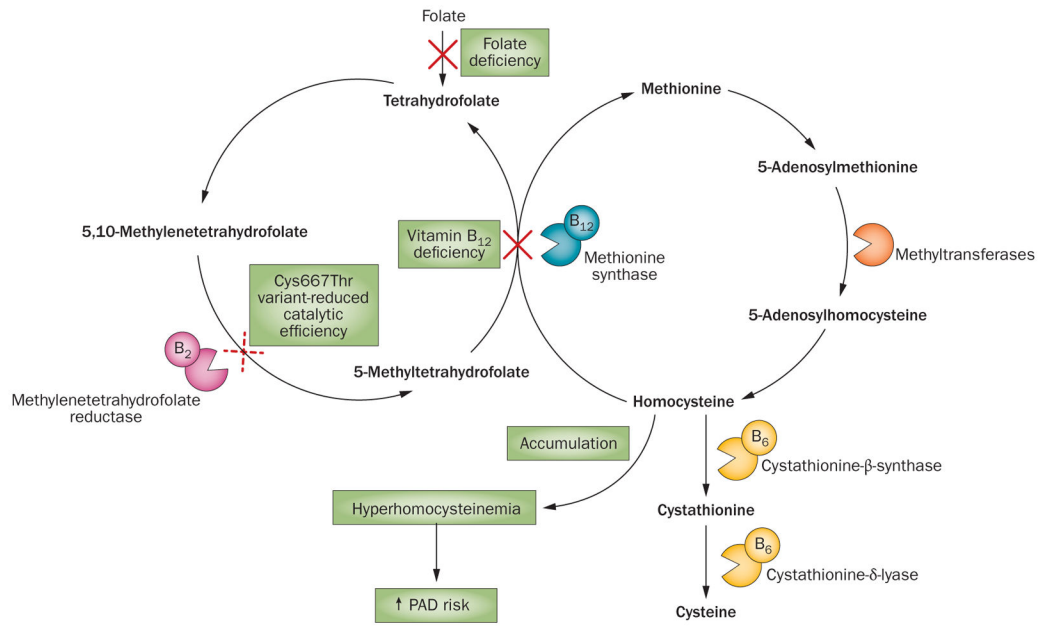 Folate
Folate
deficiency
Tetrahydrofolate
Methionine
5-Adenosylmethionine
5,10-Methylenetetrahydrofolate
Vitamin B12
deficiency
B12
Methionine
synthase
Methyltransferases
Cys667Thr
variant-reduced
catalytic
efficiency
B2
Methylenetetrahydrofolate
reductase
5-Methyltetrahydrofolate
5-Adenosylhomocysteine
Homocysteine
Accumulation
B6
Cystathionine-β-synthase
Hyperhomocysteinemia
Cystathionine
B6
Cystathionine-δ-lyase
↑ PAD risk
Cysteine